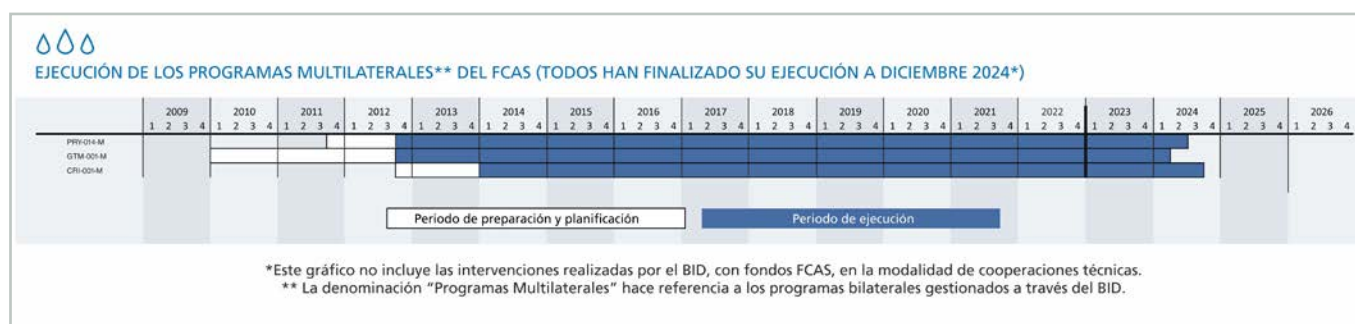 EJECUCIÓN DE LOS PROGRAMAS MULTILATERALES** DEL FCAS (TODOS HAN FINALIZADO SU EJECUCIÓN A DICIEMBRE 2024*)
2009 2010 2011 2012 2013 2014 2015 2016 2017 2018 2019 2020 2021 2022 2023 2024 2025 2026
1 2 3 4 1 2 3 4 1 2 3 4 1 2 3 4 1 2 3 4 1 2 3 4 1 2 3 4 1 2 3 4 1 2 3 4 1 2 3 4 1 2 3 4 1 2 3 4 1 2 3 4 1 2 3 4 1 2 3 4 1 2 3 4 1 2 3 4 1 2 3 4
PRY-014-M
GTM-001-M
CRI-001-M
Periodo de preparación y planificación Periodo de ejecución
*Este gráfico no incluye las intervenciones realizadas por el BID, con fondos FCAS, en la modalidad de cooperaciones técnicas.
** La denominación “Programas Multilaterales” hace referencia a los programas bilaterales gestionados a través del BID.